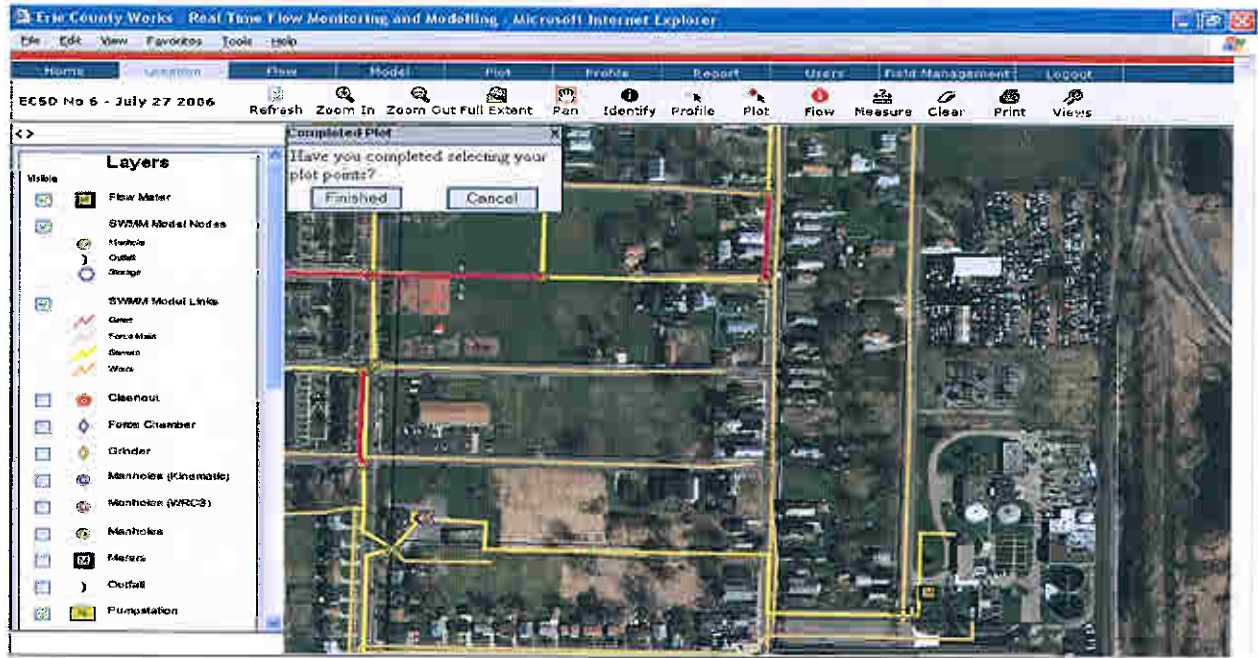 Erie County Works - Real Time Flow Monitoring and Modelling - Microsoft Internet Explorer
File Edit View Favorites Tools Help
Home Location Flow Model Plot Profile Report Users Field Management Logout
ECSD No 6 - July 27 2006
Refresh Zoom In Zoom Out Full Extent Pan Identify Profile Plot Flow Measure Clear Print Views
< >
Completed Plot X
Have you completed selecting your
plot points?
Finished Cancel
Layers
Visible
Flow Meter
SWMM Model Nodes
Manhole
Outfall
Storage
SWMM Model Links
Force Main
Weirs
Cleanout
Force Chamber
Grinder
Manholes (Kinematic)
Manholes (WRCS)
Manholes
Meters
Outfall
Pumpstation